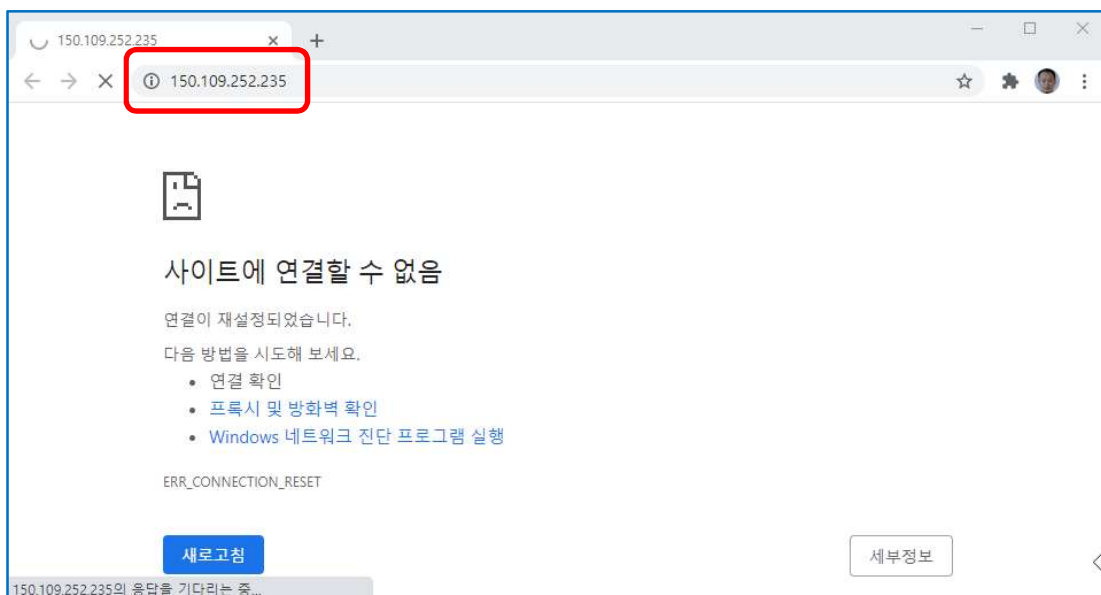 150.109.252.235
150.109.252.235
사이트에 연결할 수 없음
연결이 재설정되었습니다.
다음 방법을 시도해 보세요.
연결 확인
프록시 및 방화벽 확인
Windows 네트워크 진단 프로그램 실행
ERR_CONNECTION_RESET
새로고침 세부정보
150.109.252.235의 응답을 기다리는 중...